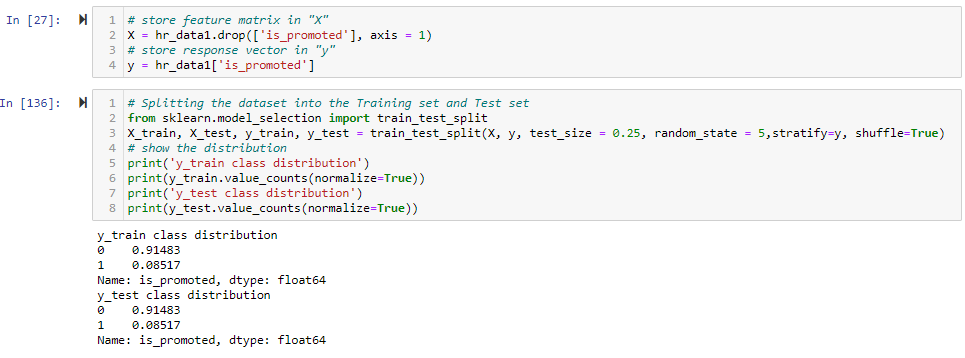 In [27]:
1 # store feature matrix in "X"
2 X = hr_data1.drop(['is_promoted'], axis = 1)
3 # store response vector in "y"
4 y = hr_data1['is_promoted']
In [136]:
1 # Splitting the dataset into the Training set and Test set
2 from sklearn.model_selection import train_test_split
3 X_train, X_test, y_train, y_test = train_test_split(X, y, test_size = 0.25, random_state = 5,stratify=y, shuffle=True)
4 # show the distribution
5 print('y_train class distribution')
6 print(y_train.value_counts(normalize=True))
7 print('y_test class distribution')
8 print(y_test.value_counts(normalize=True))
y_train class distribution
0    0.91483
1    0.08517
Name: is_promoted, dtype: float64
y_test class distribution
0    0.91483
1    0.08517
Name: is_promoted, dtype: float64